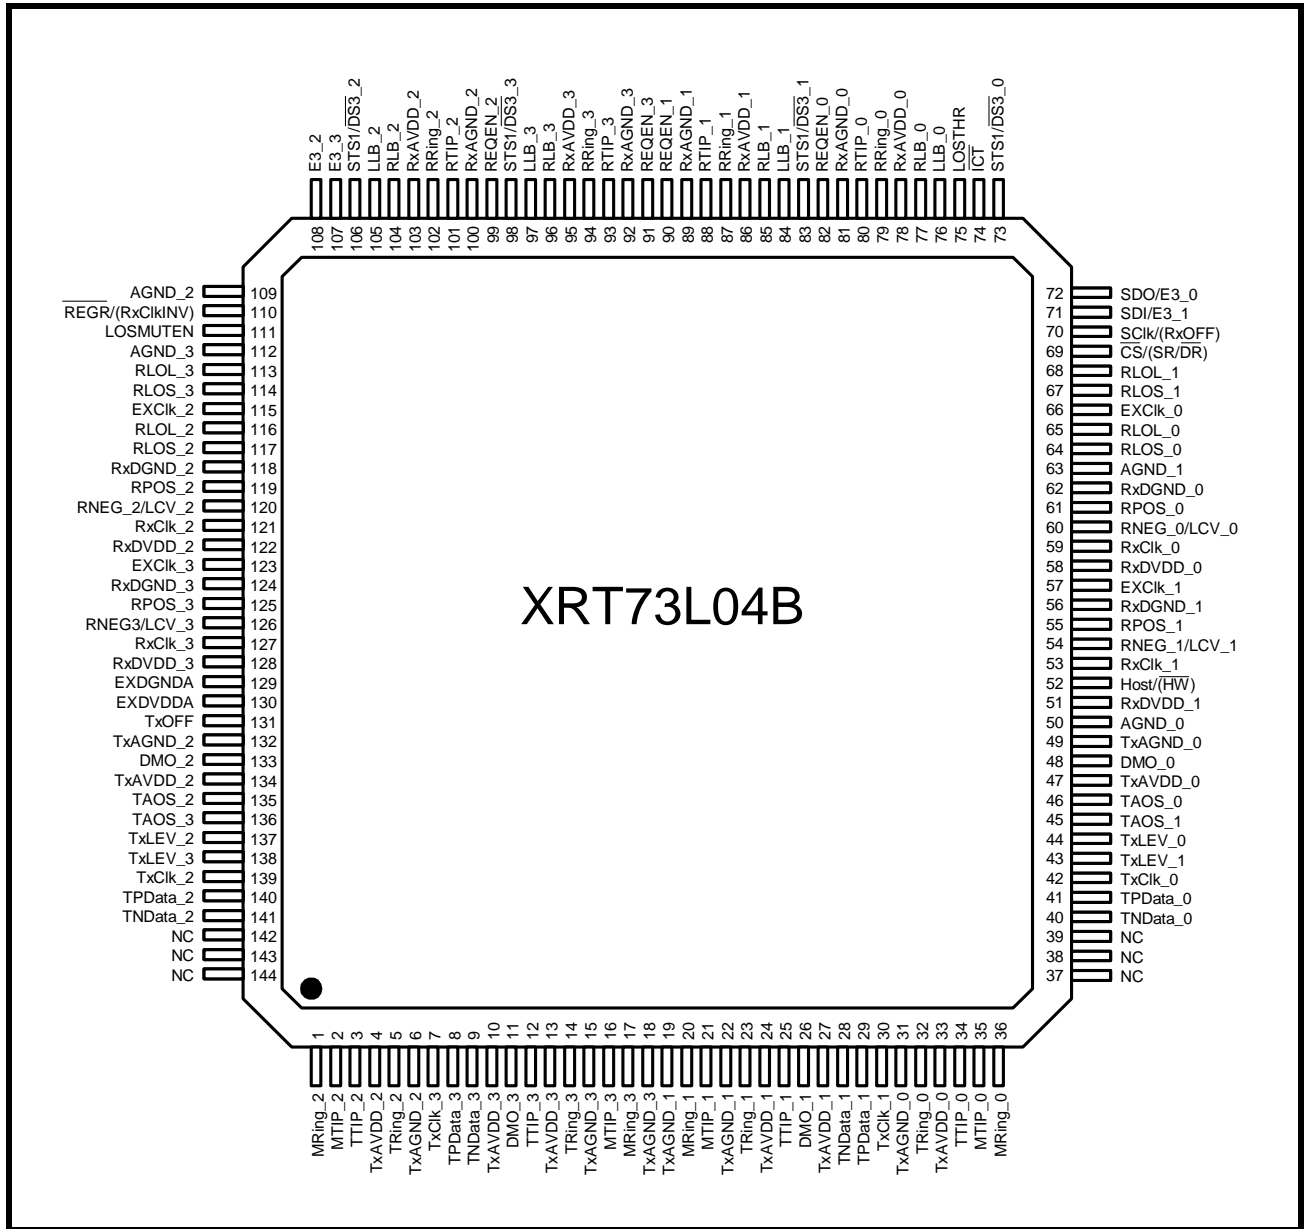 E3_2
E3_3
STS1/DS3_2
LLB_2
RLB_2
RxAVDD_2
RRing_2
RTIP_2
RxAGND_2
REQEN_2
STS1/DS3_3
LLB_3
RLB_3
RxAVDD_3
RRing_3
RTIP_3
RxAGND_3
REQEN_3
REQEN_1
RxAGND_1
RTIP_1
RRing_1
RxAVDD_1
RLB_1
LLB_1
STS1/DS3_1
REQEN_0
RxAGND_0
RTIP_0
RRing_0
RxAVDD_0
RLB_0
LLB_0
LOSTHR
ICT
STS1/DS3_0
108
107
106
105
104
103
102
101
100
99
98
97
96
95
94
93
92
91
90
89
88
87
86
85
84
83
82
81
80
79
78
77
76
75
74
73
AGND_2 109
REGR/(RxClkINV) 110
LOSMUTEN 111
AGND_3 112
RLOL_3 113
RLOS_3 114
EXClk_2 115
RLOL_2 116
RLOS_2 117
RxDGND_2 118
RPOS_2 119
RNEG_2/LCV_2 120
RxClk_2 121
RxDVDD_2 122
EXClk_3 123
RxDGND_3 124
RPOS_3 125
RNEG3/LCV_3 126
RxClk_3 127
RxDVDD_3 128
EXDGNDA 129
EXDVDDA 130
TxOFF 131
TxAGND_2 132
DMO_2 133
TxAVDD_2 134
TAOS_2 135
TAOS_3 136
TxLEV_2 137
TxLEV_3 138
TxClk_2 139
TPData_2 140
TNData_2 141
NC 142
NC 143
NC 144
XRT73L04B
72 SDO/E3_0
71 SDI/E3_1
70 SClk/(RxOFF)
69 CS/(SR/DR)
68 RLOL_1
67 RLOS_1
66 EXClk_0
65 RLOL_0
64 RLOS_0
63 AGND_1
62 RxDGND_0
61 RPOS_0
60 RNEG_0/LCV_0
59 RxClk_0
58 RxDVDD_0
57 EXClk_1
56 RxDGND_1
55 RPOS_1
54 RNEG_1/LCV_1
53 RxClk_1
52 Host/(HW)
51 RxDVDD_1
50 AGND_0
49 TxAGND_0
48 DMO_0
47 TxAVDD_0
46 TAOS_0
45 TAOS_1
44 TxLEV_0
43 TxLEV_1
42 TxClk_0
41 TPData_0
40 TNData_0
39 NC
38 NC
37 NC
1
2
3
4
5
6
7
8
9
10
11
12
13
14
15
16
17
18
19
20
21
22
23
24
25
26
27
28
29
30
31
32
33
34
35
36
MRing_2
MTIP_2
TTIP_2
TxAVDD_2
TRing_2
TxAGND_2
TxClk_3
TPData_3
TNData_3
TxAVDD_3
DMO_3
TTIP_3
TxAVDD_3
TRing_3
TxAGND_3
MTIP_3
MRing_3
TxAGND_3
TxAGND_1
MRing_1
MTIP_1
TxAGND_1
TRing_1
TxAVDD_1
TTIP_1
DMO_1
TxAVDD_1
TNData_1
TPData_1
TxClk_1
TxAGND_0
TRing_0
TxAVDD_0
TTIP_0
MTIP_0
MRing_0